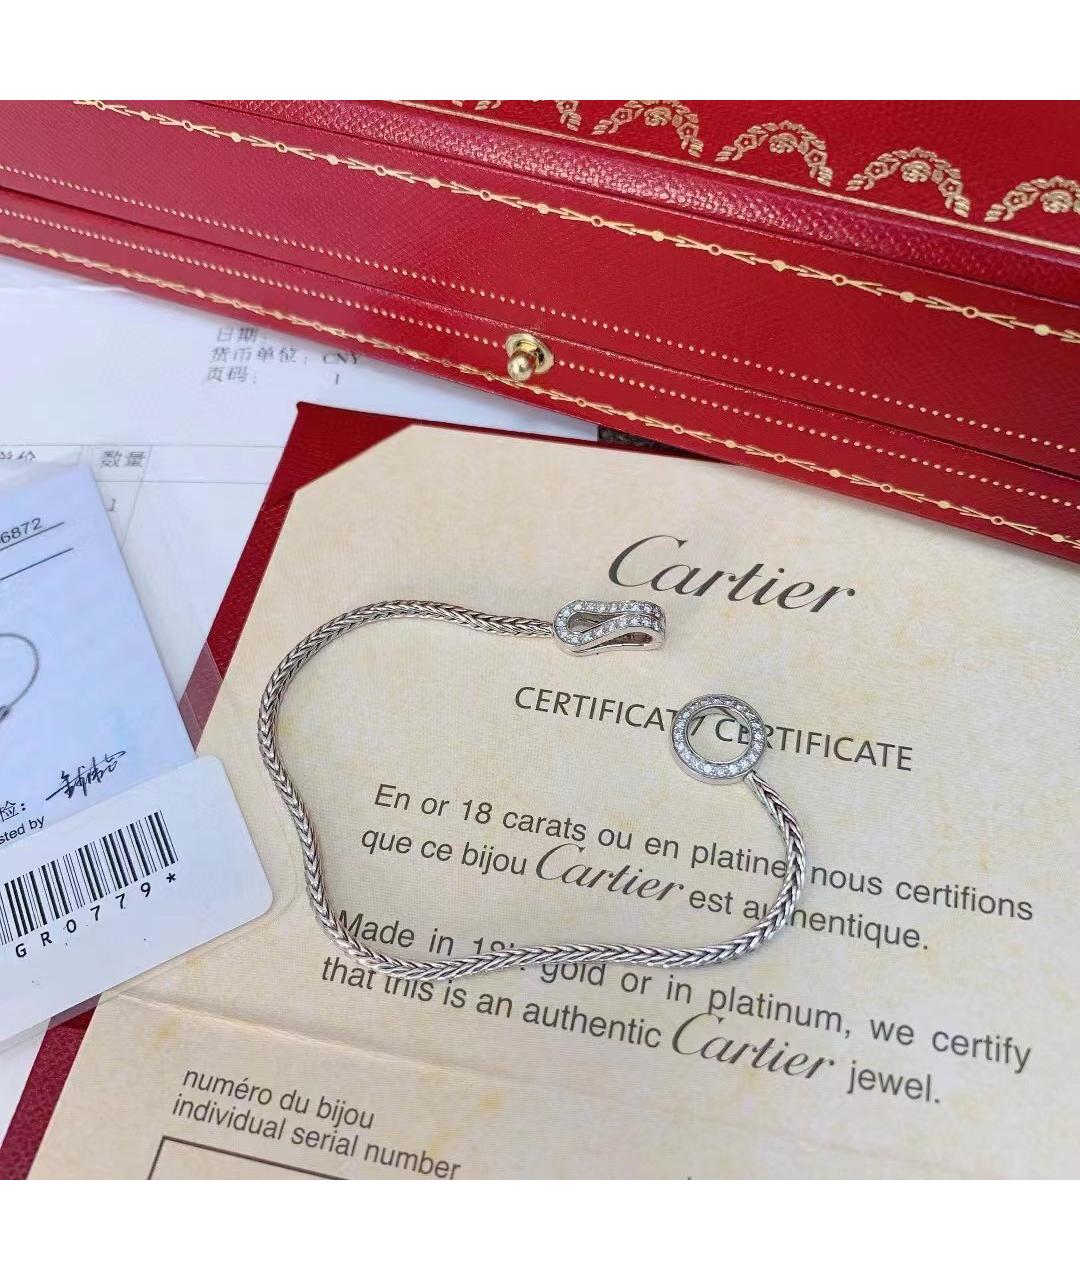 日期:
货币单位: CNY
页码: 1
数量
1
6872
检:
sted by
GR0779*
Cartier
CERTIFICAT / CERTIFICATE
En or 18 carats ou en platine, nous certifions
que ce bijou Cartier est authentique.
Made in 18K gold or in platinum, we certify
that this is an authentic Cartier jewel.
numéro du bijou
individual serial number